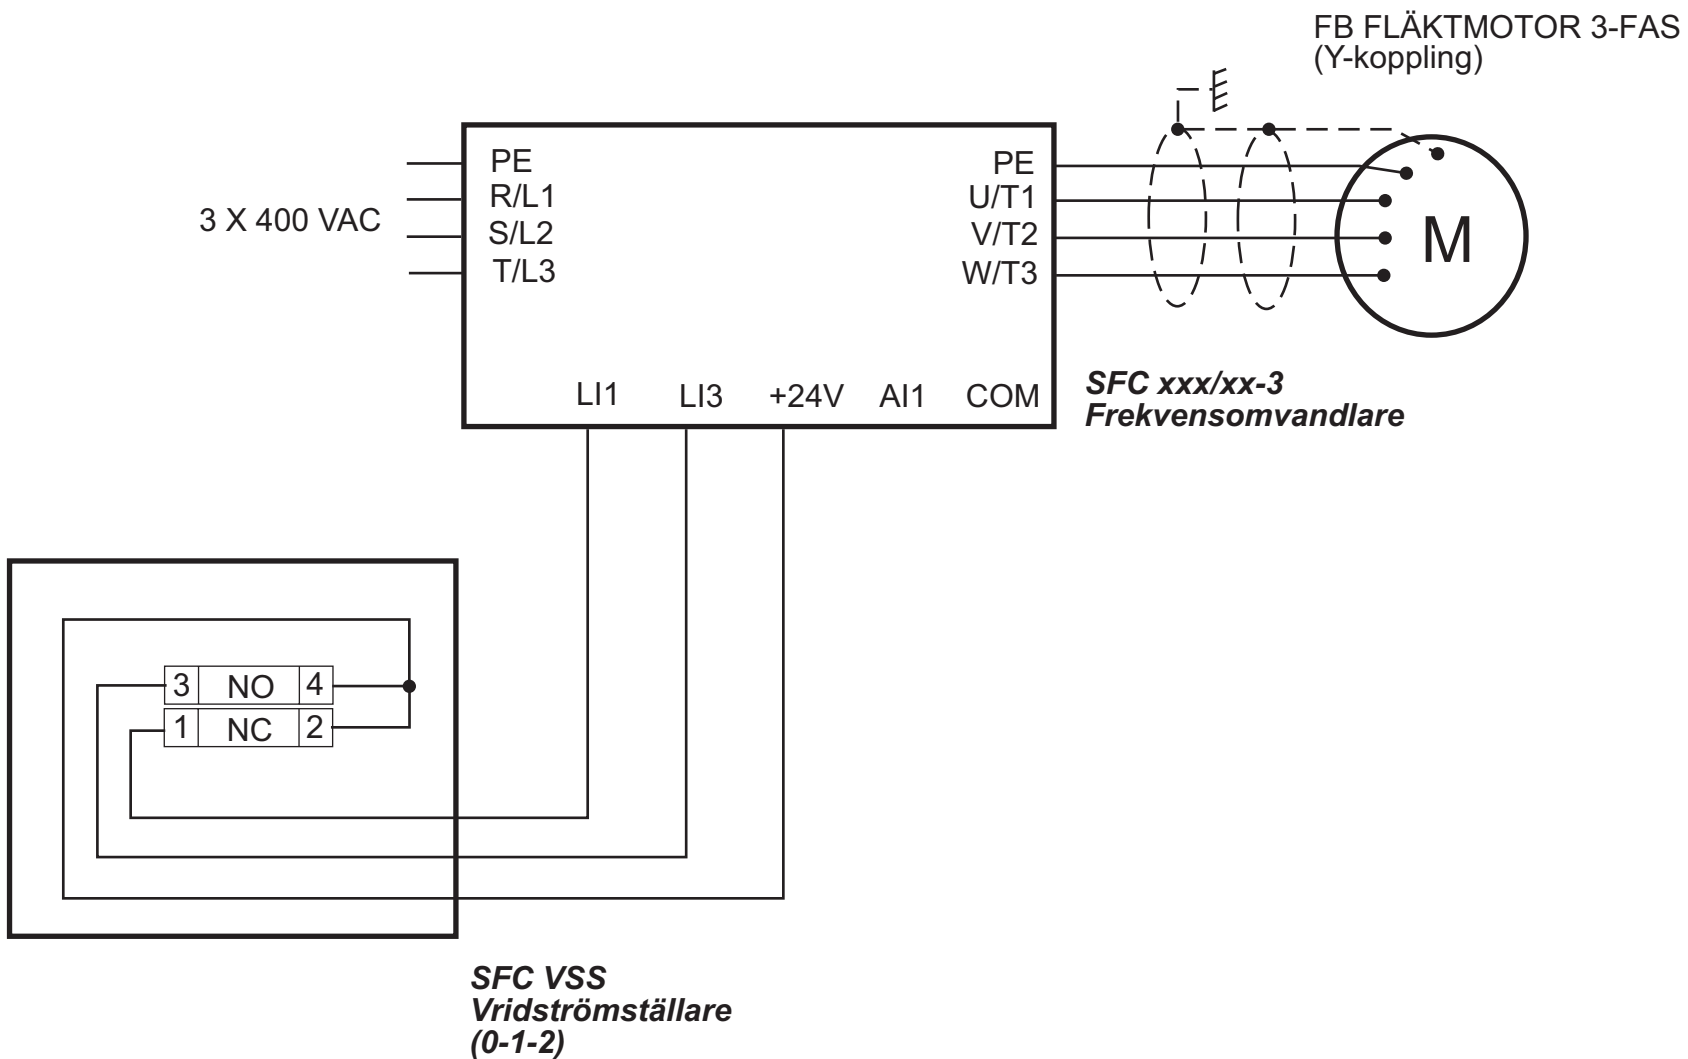 FB FLÄKTMOTOR 3-FAS
(Y-koppling)
3 X 400 VAC
PE
R/L1
S/L2
T/L3
PE
U/T1
V/T2
W/T3
M
LI1 LI3 +24V AI1 COM
SFC xxx/xx-3
Frekvensomvandlare
3 NO 4
1 NC 2
SFC VSS
Vridströmställare
(0-1-2)